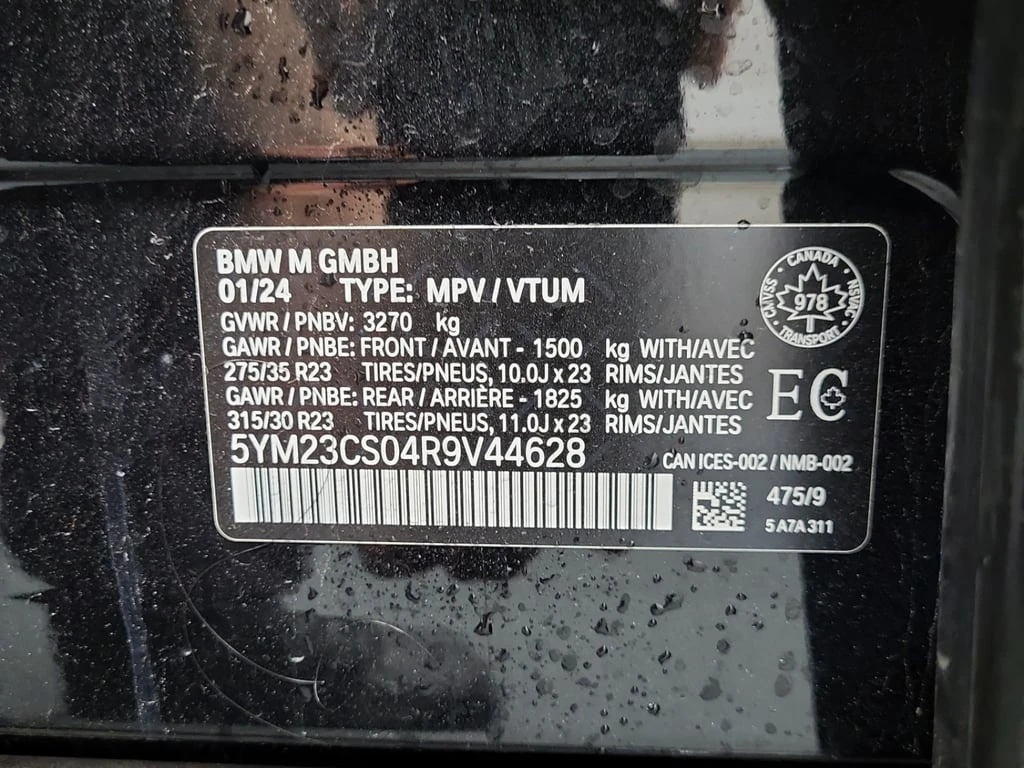 BMW M GMBH
01/24 TYPE: MPV / VTUM
GVWR / PNBV: 3270 kg
GAWR / PNBE: FRONT / AVANT - 1500 kg WITH/AVEC
275/35 R23 TIRES/PNEUS, 10.0J x 23 RIMS/JANTES
GAWR / PNBE: REAR / ARRIÈRE - 1825 kg WITH/AVEC
315/30 R23 TIRES/PNEUS, 11.0J x 23 RIMS/JANTES
5YM23CS04R9V44628
CANADA
CMVSS
978
NSVAC
TRANSPORT
EC
CAN ICES-002 / NMB-002
475/9
5 A7A 311